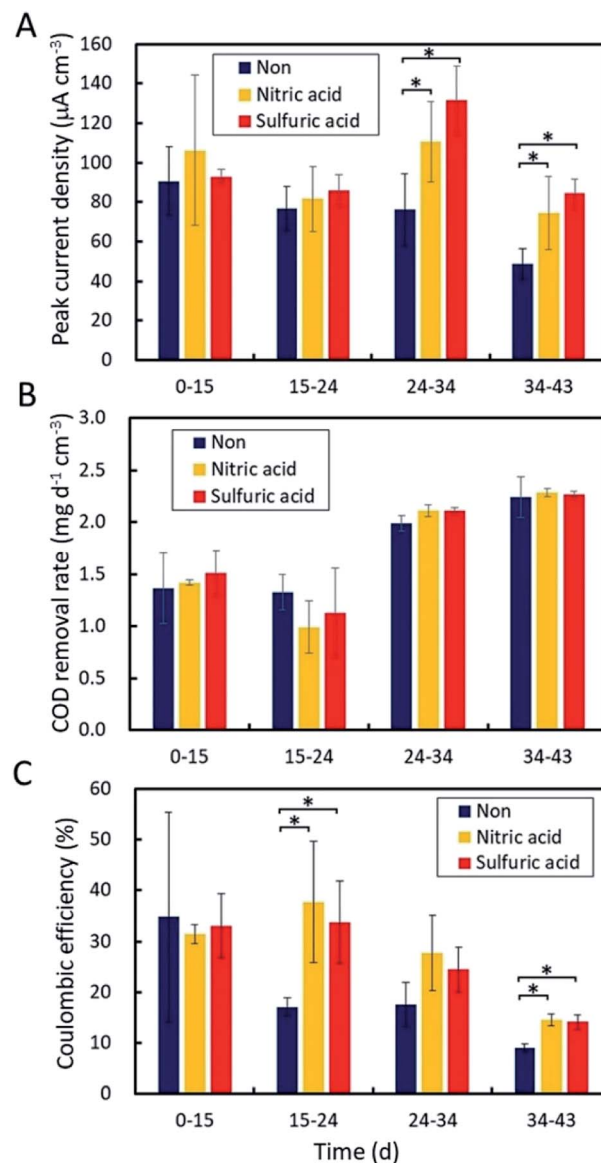 A
Peak current density (μA cm⁻³)
160
140
120
100
80
60
40
20
0
Non
Nitric acid
Sulfuric acid
*
*
*
*
0-15
15-24
24-34
34-43
B
COD removal rate (mg d⁻¹ cm⁻³)
3.0
2.5
2.0
1.5
1.0
0.5
0.0
Non
Nitric acid
Sulfuric acid
0-15
15-24
24-34
34-43
C
Coulombic efficiency (%)
60
50
40
30
20
10
0
*
*
Non
Nitric acid
Sulfuric acid
*
*
0-15
15-24
24-34
34-43
Time (d)